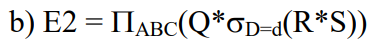 b) E2 = Π_ABC(Q*σ_D=d(R*S))